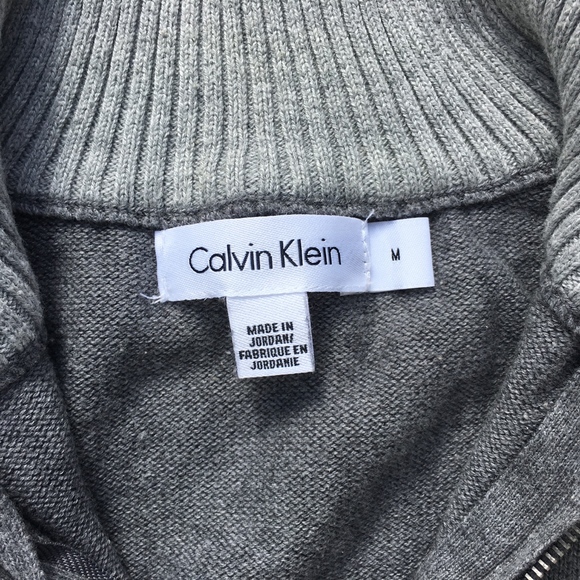 Calvin Klein
M
MADE IN
JORDAN/
FABRIQUE EN
JORDANIE